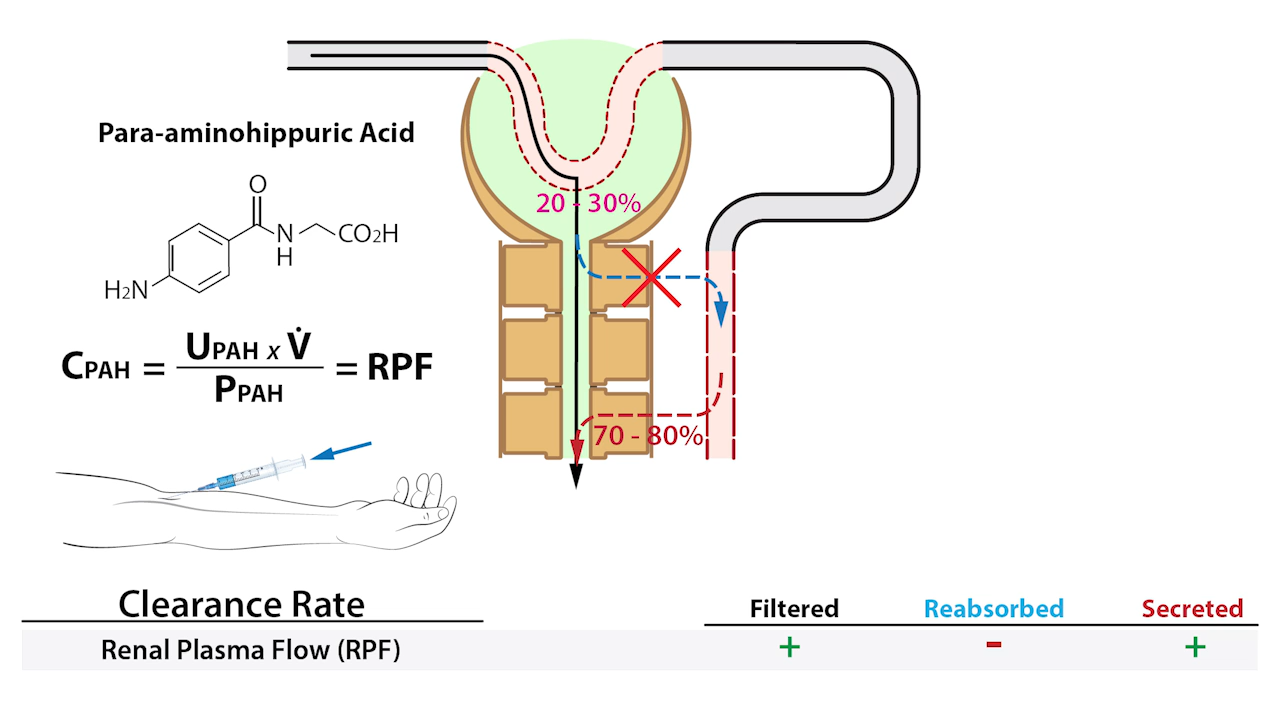 Para-aminohippuric Acid
O
N
H
CO2H
H2N
20 - 30%
70 - 80%
CPAH = UPAH x V̇ / PPAH = RPF
Clearance Rate
Filtered Reabsorbed Secreted
Renal Plasma Flow (RPF) + - +